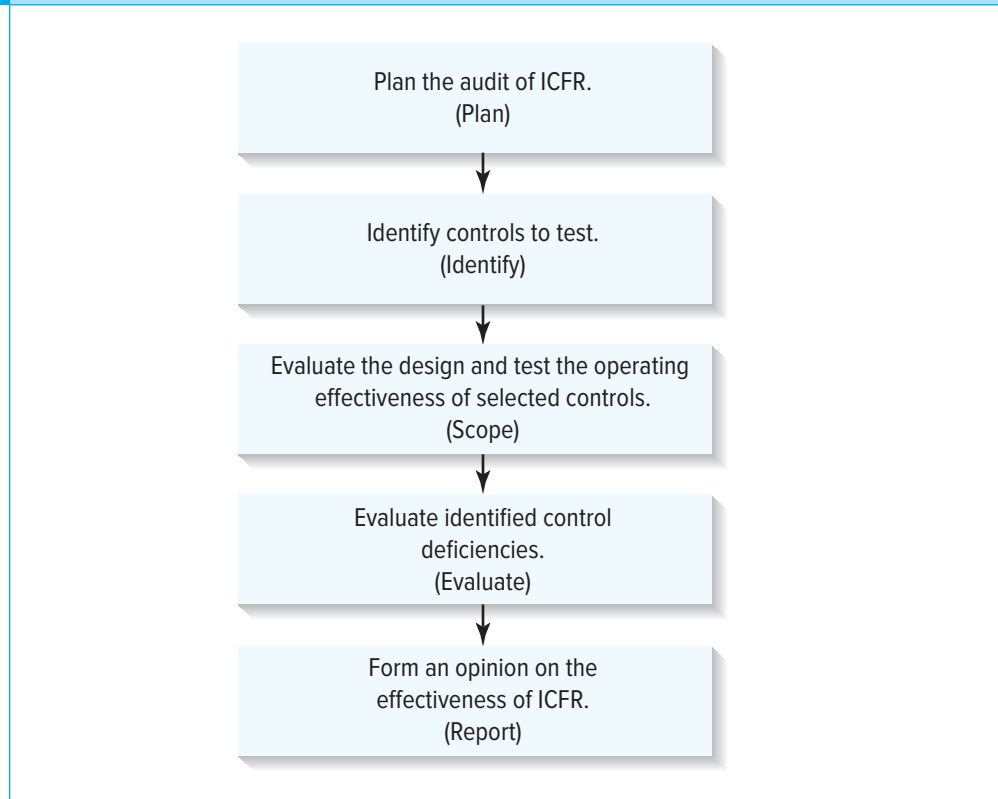 Plan the audit of ICFR.
(Plan)
Identify controls to test.
(Identify)
Evaluate the design and test the operating
effectiveness of selected controls.
(Scope)
Evaluate identified control
deficiencies.
(Evaluate)
Form an opinion on the
effectiveness of ICFR.
(Report)